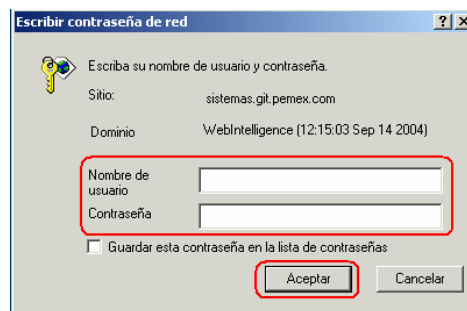 Escribir contraseña de red
Escriba su nombre de usuario y contraseña.
Sitio: sistemas.git.pemex.com
Dominio WebIntelligence (12:15:03 Sep 14 2004)
Nombre de
usuario
Contraseña
Guardar esta contraseña en la lista de contraseñas
Aceptar Cancelar